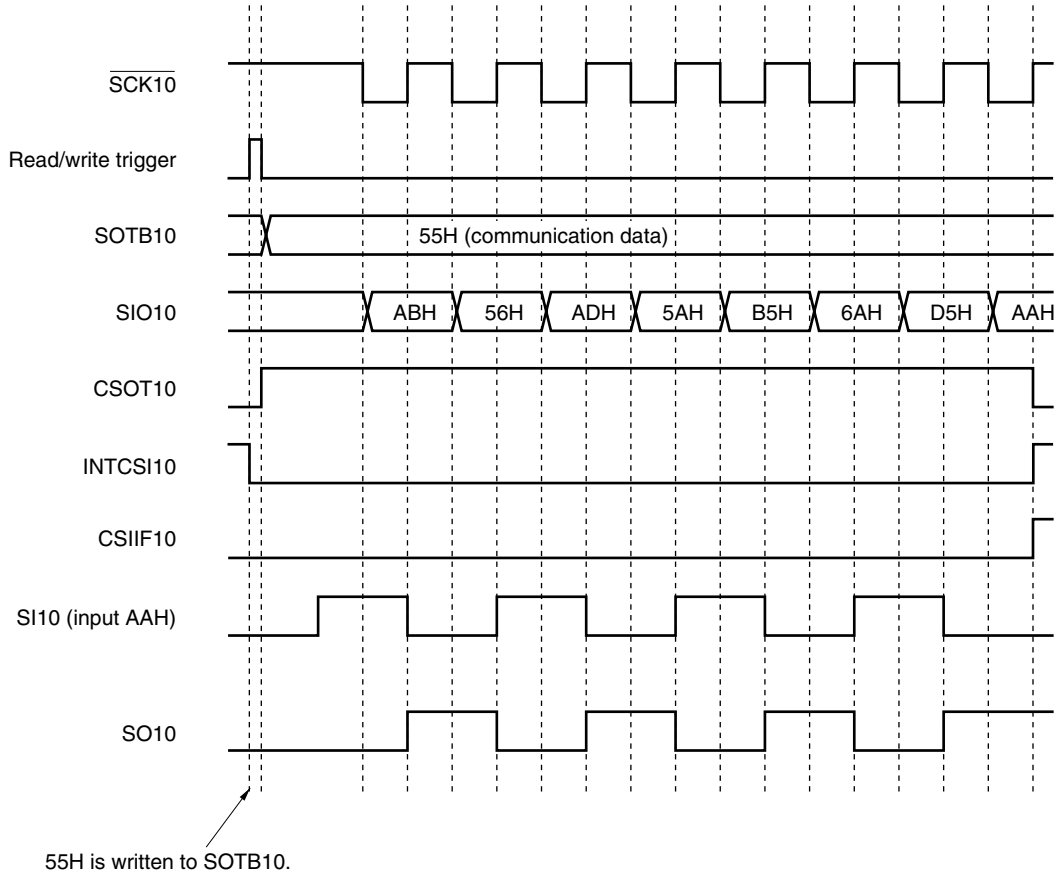 SCK10
Read/write trigger
SOTB10
55H (communication data)
SIO10
ABH
56H
ADH
5AH
B5H
6AH
D5H
AAH
CSOT10
INTCSI10
CSIIF10
SI10 (input AAH)
SO10
55H is written to SOTB10.